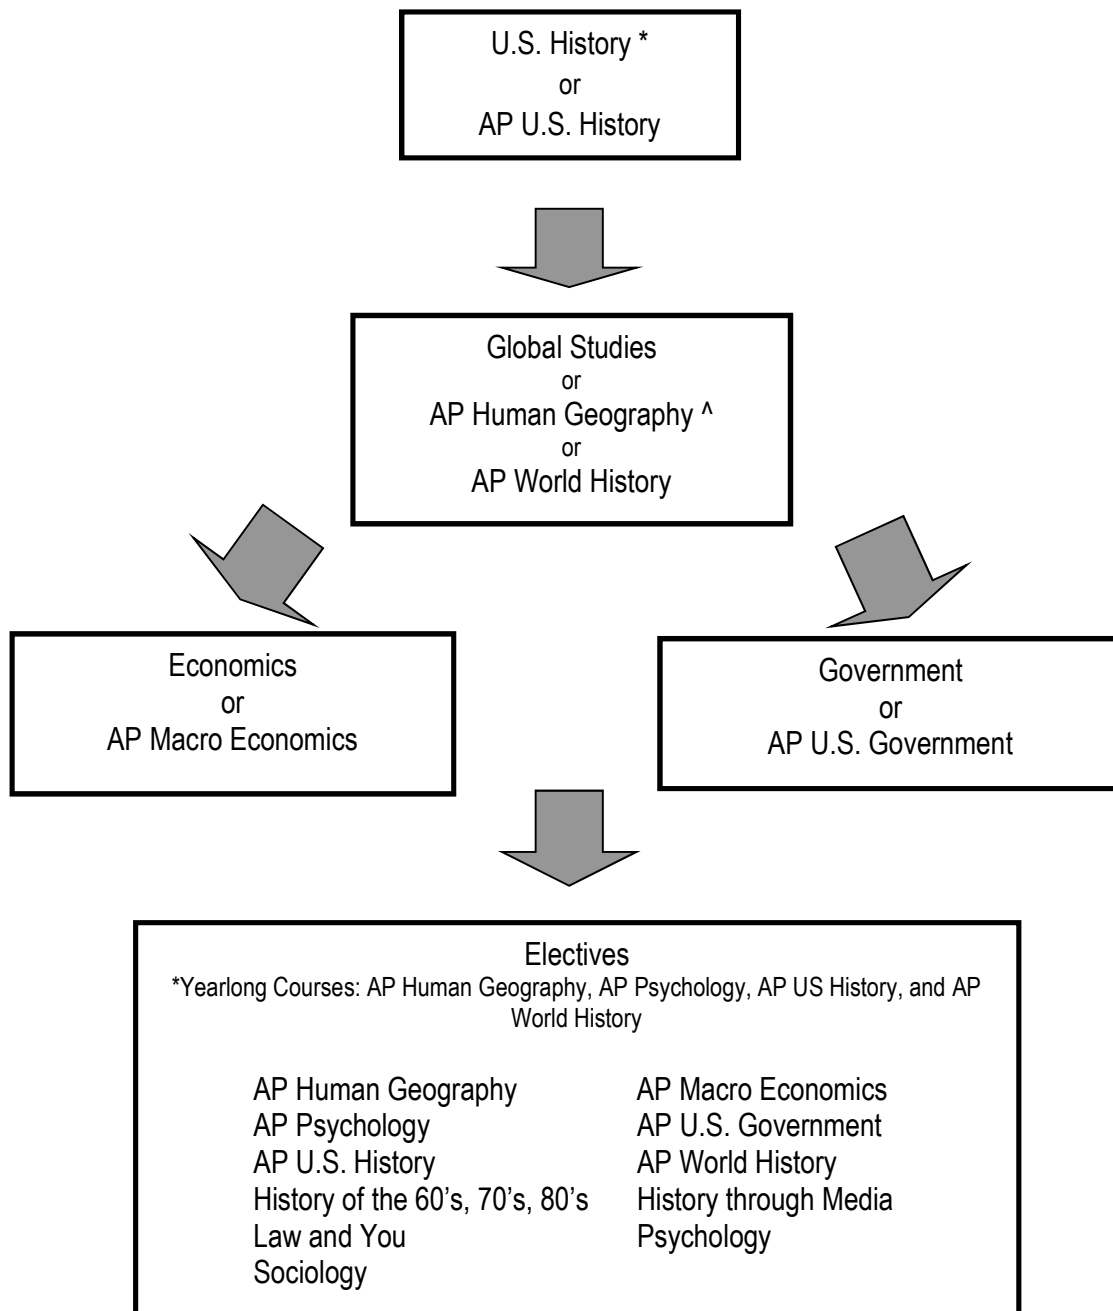 U.S. History *
or
AP U.S. History
Global Studies
or
AP Human Geography ^
or
AP World History
Economics
or
AP Macro Economics
Government
or
AP U.S. Government
Electives
*Yearlong Courses: AP Human Geography, AP Psychology, AP US History, and AP
World History
AP Human Geography
AP Psychology
AP U.S. History
History of the 60’s, 70’s, 80’s
Law and You
Sociology
AP Macro Economics
AP U.S. Government
AP World History
History through Media
Psychology